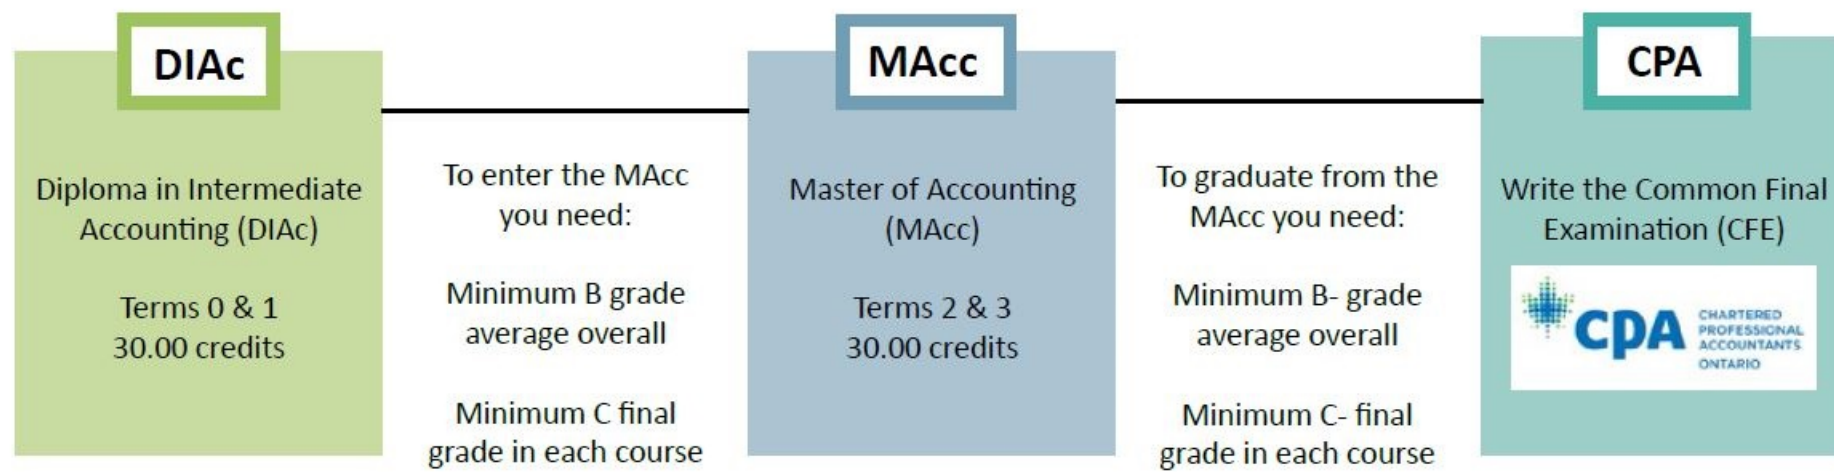 DIAc
Diploma in Intermediate
Accounting (DIAc)
Terms 0 & 1
30.00 credits
To enter the MAcc
you need:
Minimum B grade
average overall
Minimum C final
grade in each course
MAcc
Master of Accounting
(MAcc)
Terms 2 & 3
30.00 credits
To graduate from the
MAcc you need:
Minimum B- grade
average overall
Minimum C- final
grade in each course
CPA
Write the Common Final
Examination (CFE)
CPA
CHARTERED
PROFESSIONAL
ACCOUNTANTS
ONTARIO